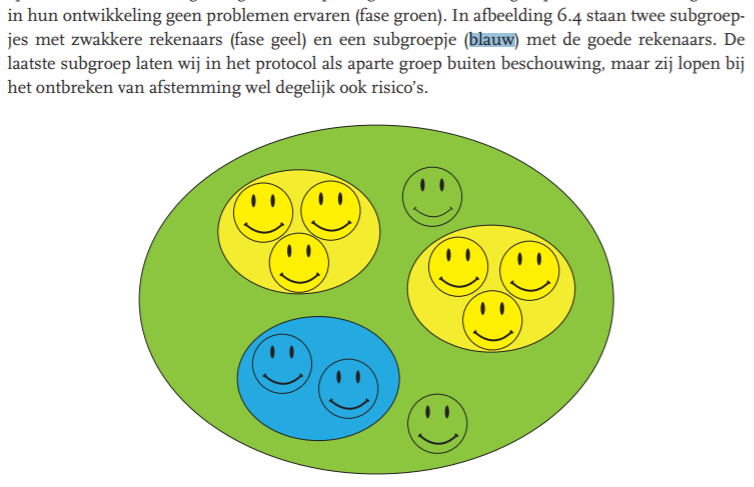 in hun ontwikkeling geen problemen ervaren (fase groen). In afbeelding 6.4 staan twee subgroep-
jes met zwakkere rekenaars (fase geel) en een subgroepje (blauw) met de goede rekenaars. De
laatste subgroep laten wij in het protocol als aparte groep buiten beschouwing, maar zij lopen bij
het ontbreken van afstemming wel degelijk ook risico’s.